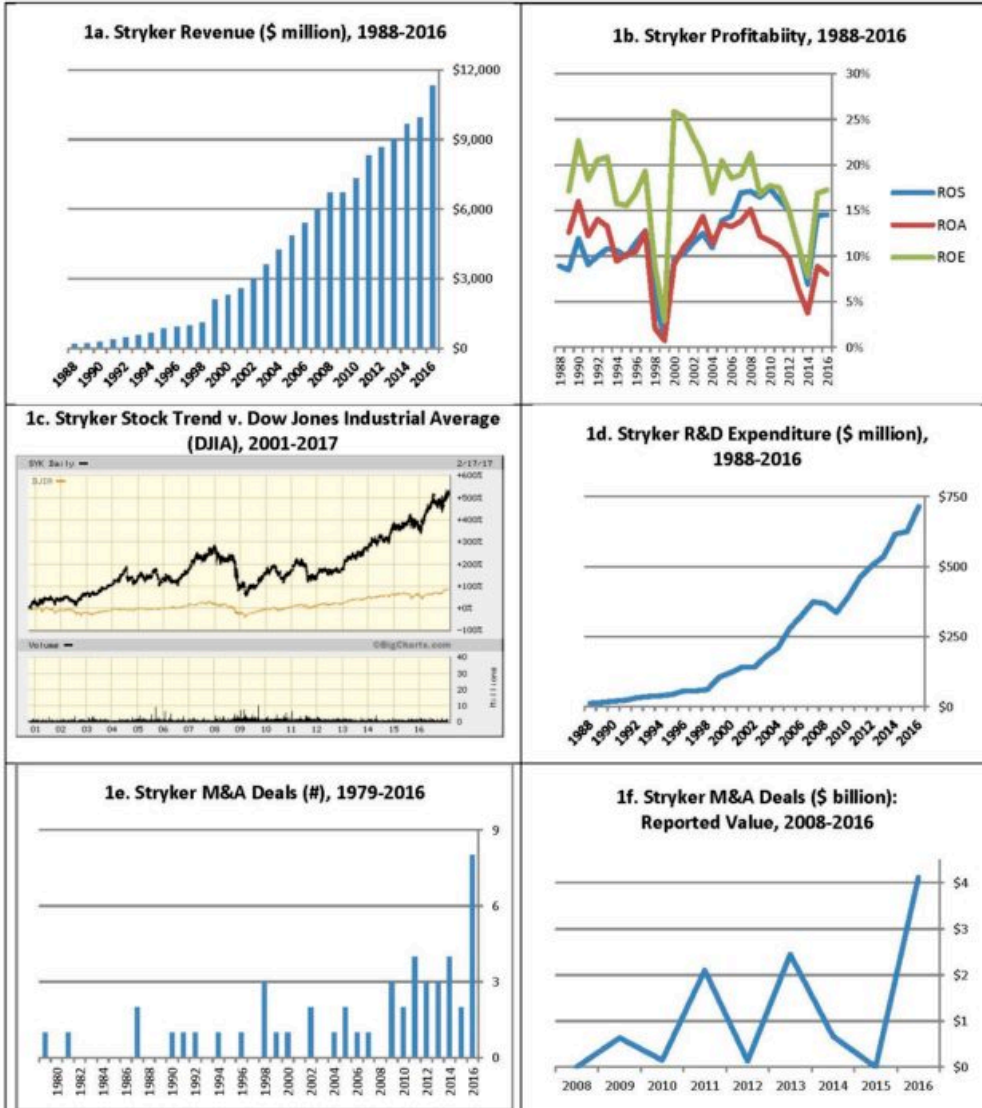 1a. Stryker Revenue ($ million), 1988-2016
$12,000
$9,000
$6,000
$3,000
$0
1988 1990 1992 1994 1996 1998 2000 2002 2004 2006 2008 2010 2012 2014 2016
1b. Stryker Profitabiity, 1988-2016
30%
25%
20%
15%
10%
5%
0%
ROS
ROA
ROE
1988 1990 1992 1994 1996 1998 2000 2002 2004 2006 2008 2010 2012 2014 2016
1c. Stryker Stock Trend v. Dow Jones Industrial Average
(DJIA), 2001-2017
SYK Daily 2/17/17
DJIA
+600%
+500%
+400%
+300%
+200%
+100%
+0%
-100%
Volume ©BigCharts.com
40
30
20
10
0
Millions
01 02 03 04 05 06 07 08 09 10 11 12 13 14 15 16
1d. Stryker R&D Expenditure ($ million),
1988-2016
$750
$500
$250
$0
1988 1990 1992 1994 1996 1998 2000 2002 2004 2006 2008 2010 2012 2014 2016
1e. Stryker M&A Deals (#), 1979-2016
9
6
3
0
1980 1982 1984 1986 1988 1990 1992 1994 1996 1998 2000 2002 2004 2006 2008 2010 2012 2014 2016
1f. Stryker M&A Deals ($ billion):
Reported Value, 2008-2016
$4
$3
$2
$1
$0
2008 2009 2010 2011 2012 2013 2014 2015 2016